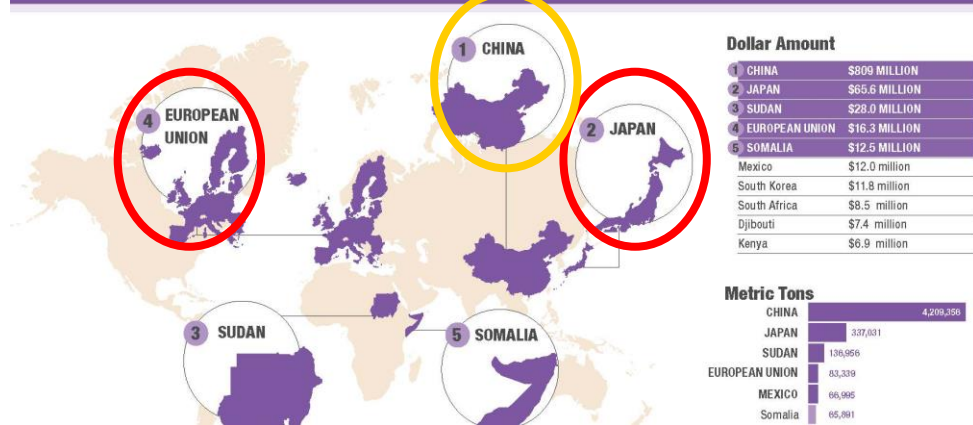 1 CHINA
4 EUROPEAN
UNION
2 JAPAN
3 SUDAN
5 SOMALIA
Dollar Amount
1 CHINA $809 MILLION
2 JAPAN $65.6 MILLION
3 SUDAN $28.0 MILLION
4 EUROPEAN UNION $16.3 MILLION
5 SOMALIA $12.5 MILLION
Mexico $12.0 million
South Korea $11.8 million
South Africa $8.5 million
Djibouti $7.4 million
Kenya $6.9 million
Metric Tons
CHINA 4,209,356
JAPAN 337,031
SUDAN 136,956
EUROPEAN UNION 83,339
MEXICO 66,995
Somalia 65,891